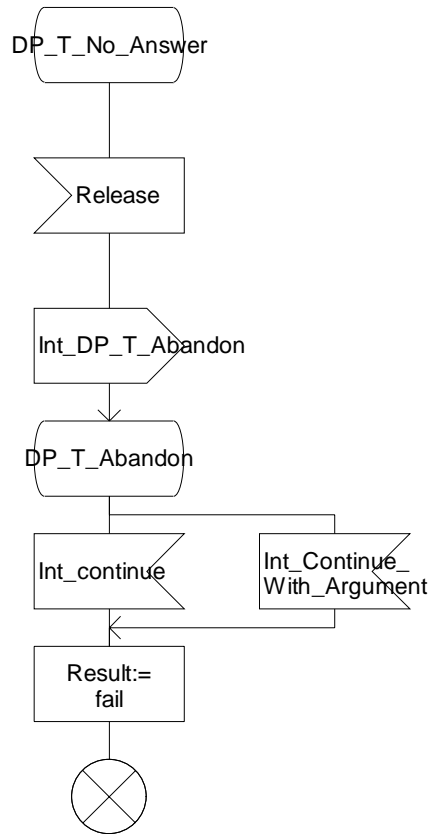 DP_T_No_Answer
Release
Int_DP_T_Abandon
DP_T_Abandon
Int_continue
Int_Continue_
With_Argument
Result:=
fail